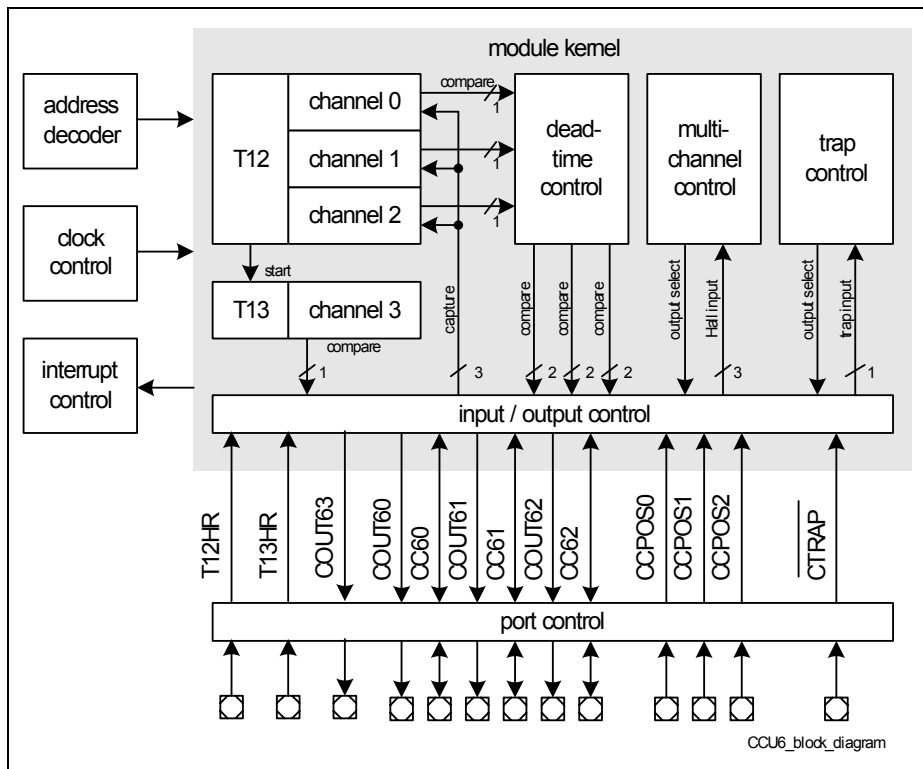 module kernel
address
decoder
clock
control
interrupt
control
T12
channel 0
channel 1
channel 2
compare
1
1
1
dead-
time
control
multi-
channel
control
trap
control
start
T13
channel 3
compare
1
capture
3
compare
2
compare
2
compare
2
output select
Hall input
3
output select
trap input
1
input / output control
T12HR
T13HR
COUT63
COUT60
CC60
COUT61
CC61
COUT62
CC62
CCPOS0
CCPOS1
CCPOS2
CTRAP
port control
CCU6_block_diagram